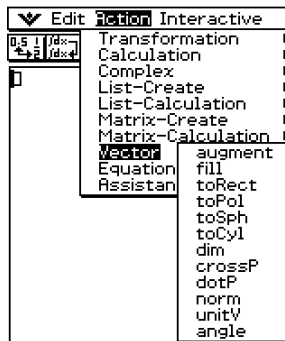 Edit Action Interactive
Transformation
Calculation
Complex
List-Create
List-Calculation
Matrix-Create
Matrix-Calculation
Vector
Equation
Assistan
augment
fill
toRect
toPol
toSph
toCyl
dim
crossP
dotP
norm
unitV
angle